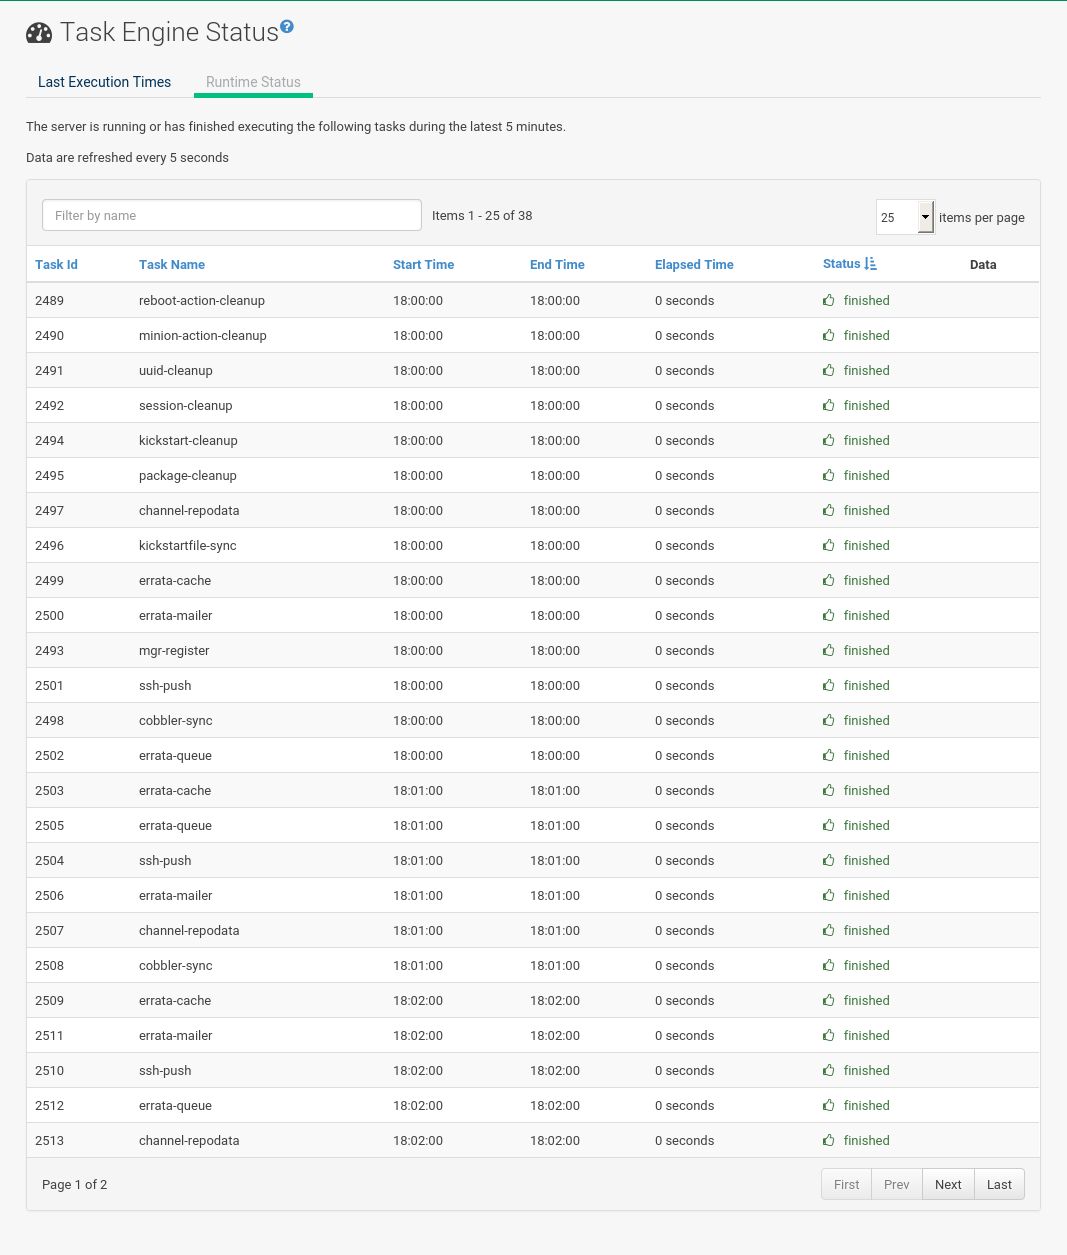 Task Engine Status
Last Execution Times Runtime Status
The server is running or has finished executing the following tasks during the latest 5 minutes.
Data are refreshed every 5 seconds
Filter by name Items 1 - 25 of 38 25 items per page
Task Id Task Name Start Time End Time Elapsed Time Status Data
2489 reboot-action-cleanup 18:00:00 18:00:00 0 seconds finished
2490 minion-action-cleanup 18:00:00 18:00:00 0 seconds finished
2491 uuid-cleanup 18:00:00 18:00:00 0 seconds finished
2492 session-cleanup 18:00:00 18:00:00 0 seconds finished
2494 kickstart-cleanup 18:00:00 18:00:00 0 seconds finished
2495 package-cleanup 18:00:00 18:00:00 0 seconds finished
2497 channel-repodata 18:00:00 18:00:00 0 seconds finished
2496 kickstartfile-sync 18:00:00 18:00:00 0 seconds finished
2499 errata-cache 18:00:00 18:00:00 0 seconds finished
2500 errata-mailer 18:00:00 18:00:00 0 seconds finished
2493 mgr-register 18:00:00 18:00:00 0 seconds finished
2501 ssh-push 18:00:00 18:00:00 0 seconds finished
2498 cobbler-sync 18:00:00 18:00:00 0 seconds finished
2502 errata-queue 18:00:00 18:00:00 0 seconds finished
2503 errata-cache 18:01:00 18:01:00 0 seconds finished
2505 errata-queue 18:01:00 18:01:00 0 seconds finished
2504 ssh-push 18:01:00 18:01:00 0 seconds finished
2506 errata-mailer 18:01:00 18:01:00 0 seconds finished
2507 channel-repodata 18:01:00 18:01:00 0 seconds finished
2508 cobbler-sync 18:01:00 18:01:00 0 seconds finished
2509 errata-cache 18:02:00 18:02:00 0 seconds finished
2511 errata-mailer 18:02:00 18:02:00 0 seconds finished
2510 ssh-push 18:02:00 18:02:00 0 seconds finished
2512 errata-queue 18:02:00 18:02:00 0 seconds finished
2513 channel-repodata 18:02:00 18:02:00 0 seconds finished
Page 1 of 2 First Prev Next Last